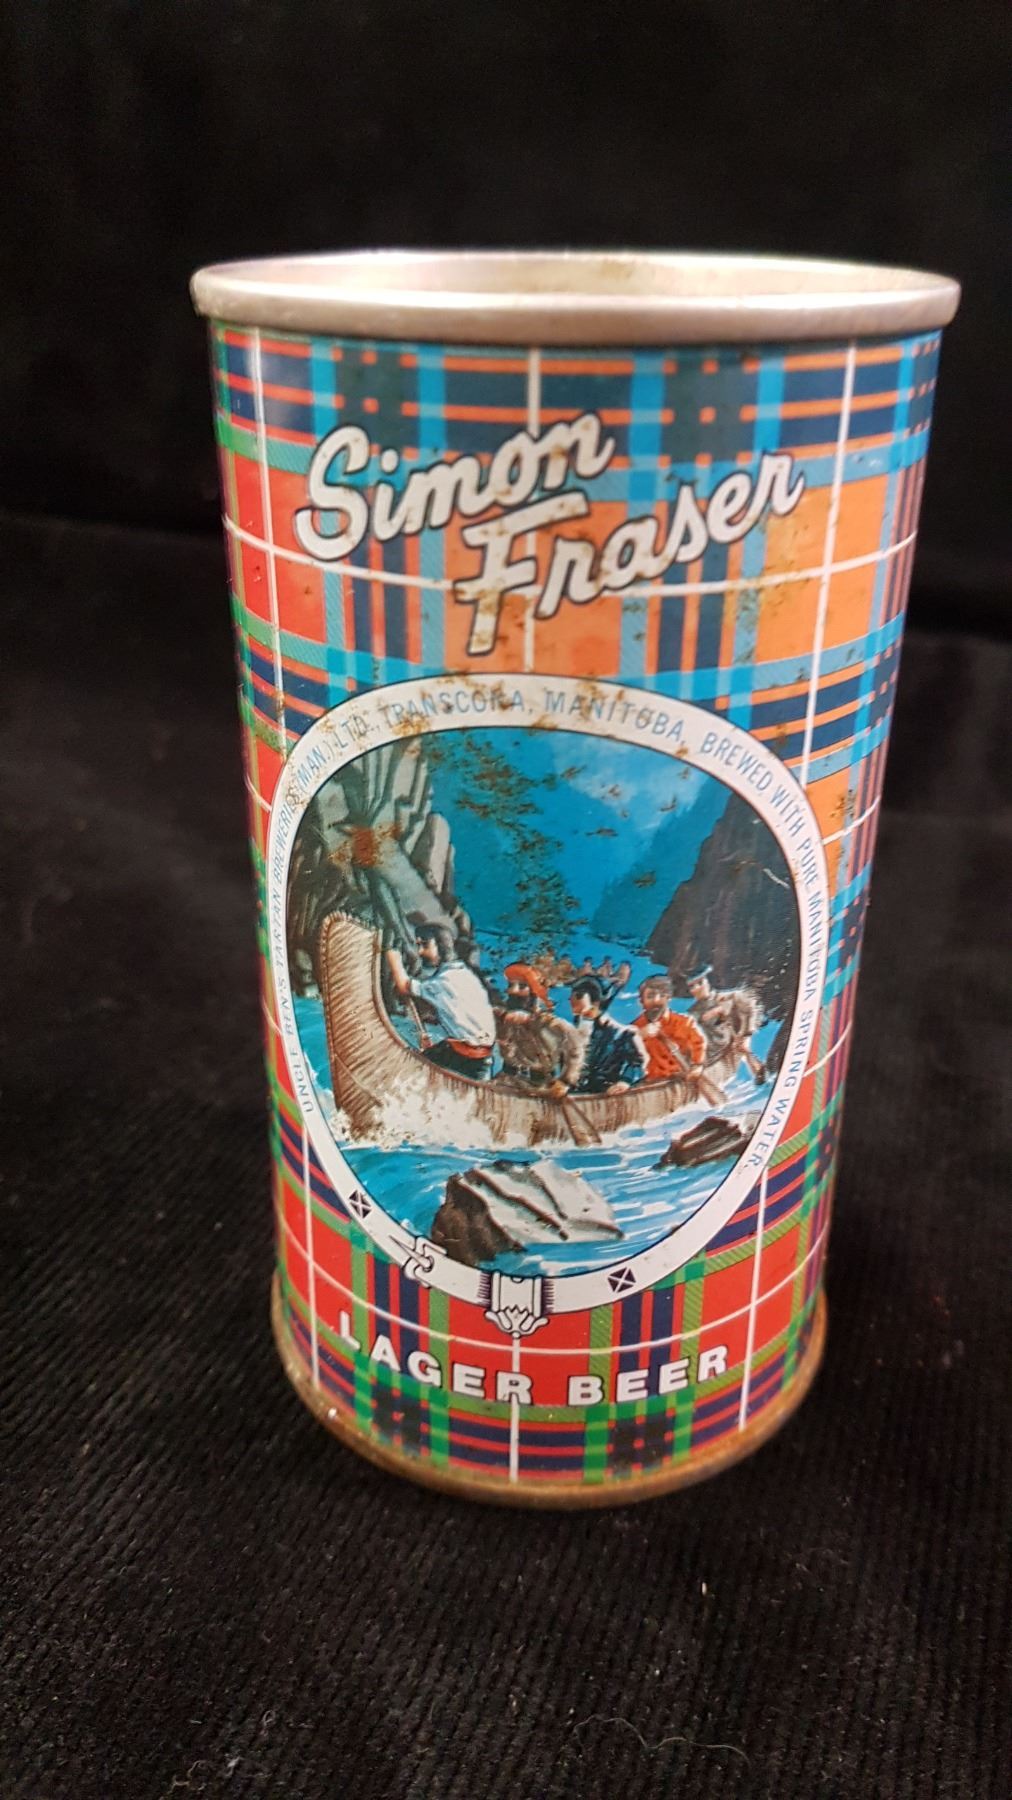 Simon
Fraser
UNCLE BEN'S TARTAN BREWERIES (MAN.) LTD., TRANSCONA, MANITOBA, BREWED WITH PURE MANITOBA SPRING WATER.
LAGER BEER